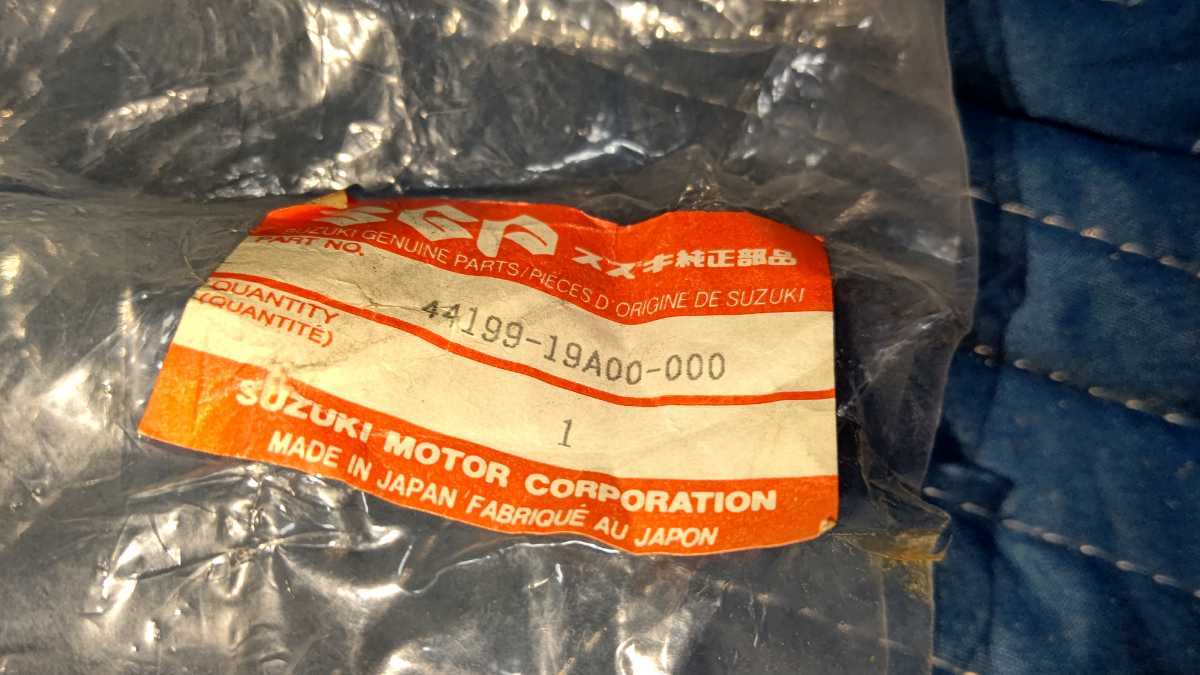 SGP スズキ純正部品
SUZUKI GENUINE PARTS/PIÈCES D'ORIGINE DE SUZUKI
PART NO.
44199-19A00-000
QUANTITY
(QUANTITÉ)
1
SUZUKI MOTOR CORPORATION
MADE IN JAPAN FABRIQUÉ AU JAPON